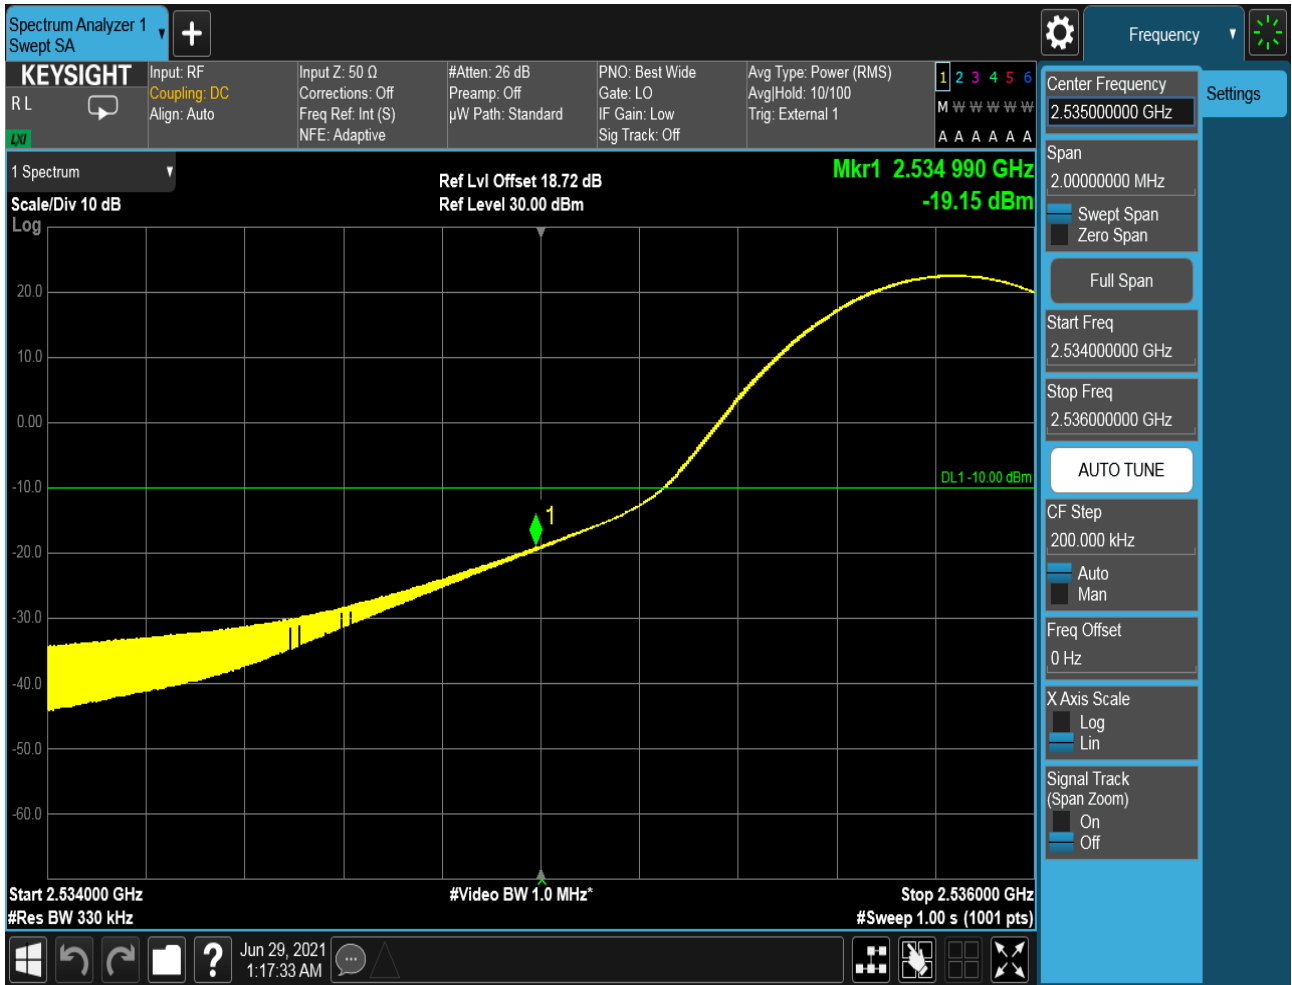 Spectrum Analyzer 1
Swept SA
Frequency
KEYSIGHT
R L
LXI
Input: RF
Coupling: DC
Align: Auto
Input Z: 50 Ω
Corrections: Off
Freq Ref: Int (S)
NFE: Adaptive
#Atten: 26 dB
Preamp: Off
µW Path: Standard
PNO: Best Wide
Gate: LO
IF Gain: Low
Sig Track: Off
Avg Type: Power (RMS)
Avg|Hold: 10/100
Trig: External 1
1 2 3 4 5 6
M W W W W W
A A A A A A
1 Spectrum
Scale/Div 10 dB
Log
Ref Lvl Offset 18.72 dB
Ref Level 30.00 dBm
Mkr1 2.534 990 GHz
-19.15 dBm
20.0
10.0
0.00
-10.0
-20.0
-30.0
-40.0
-50.0
-60.0
DL1 -10.00 dBm
1
Start 2.534000 GHz
#Res BW 330 kHz
#Video BW 1.0 MHz*
Stop 2.536000 GHz
#Sweep 1.00 s (1001 pts)
Jun 29, 2021
1:17:33 AM
?
Settings
Center Frequency
2.535000000 GHz
Span
2.00000000 MHz
Swept Span
Zero Span
Full Span
Start Freq
2.534000000 GHz
Stop Freq
2.536000000 GHz
AUTO TUNE
CF Step
200.000 kHz
Auto
Man
Freq Offset
0 Hz
X Axis Scale
Log
Lin
Signal Track
(Span Zoom)
On
Off